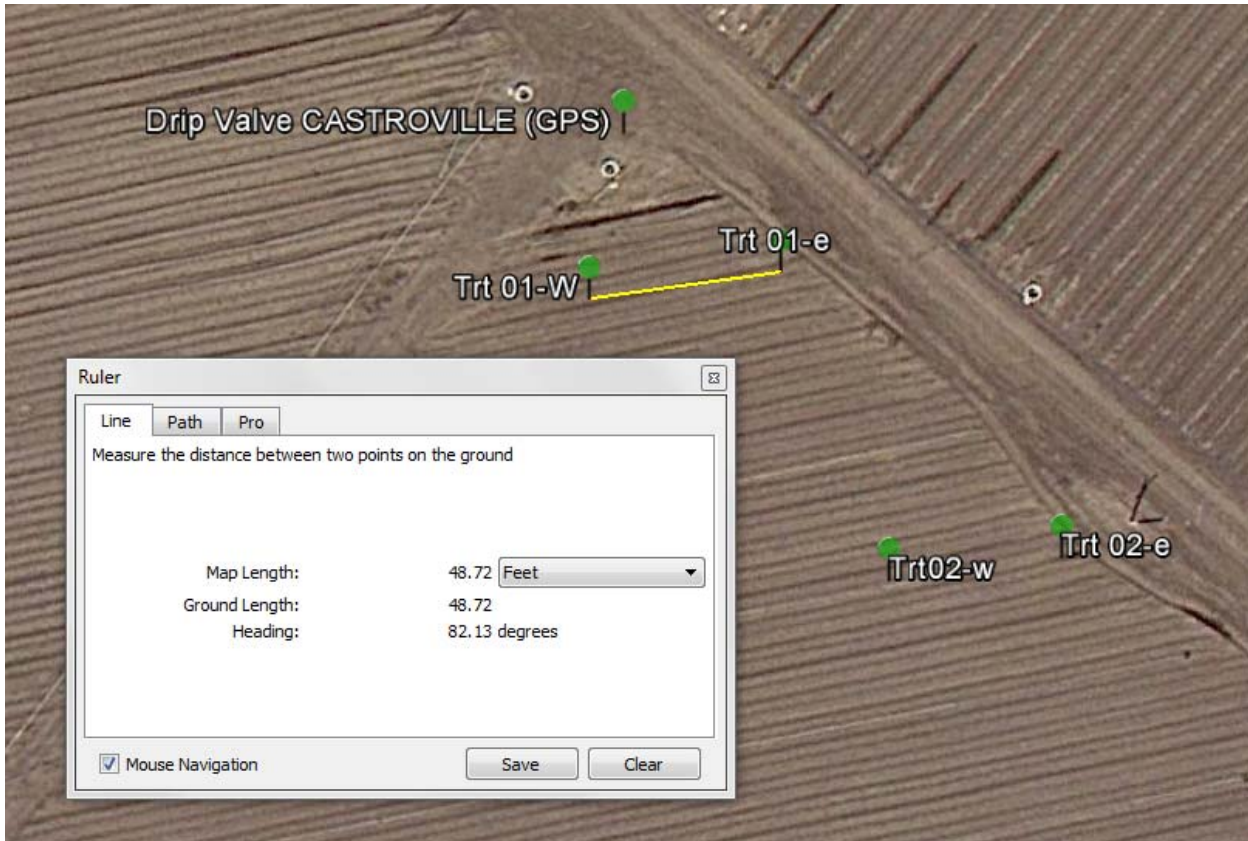 Drip Valve CASTROVILLE (GPS)
Trt 01-e
Trt 01-W
Ruler
Line Path Pro
Measure the distance between two points on the ground
Map Length: 48.72 Feet
Ground Length: 48.72
Heading: 82.13 degrees
Mouse Navigation Save Clear
Trt 02-e
Trt02-w